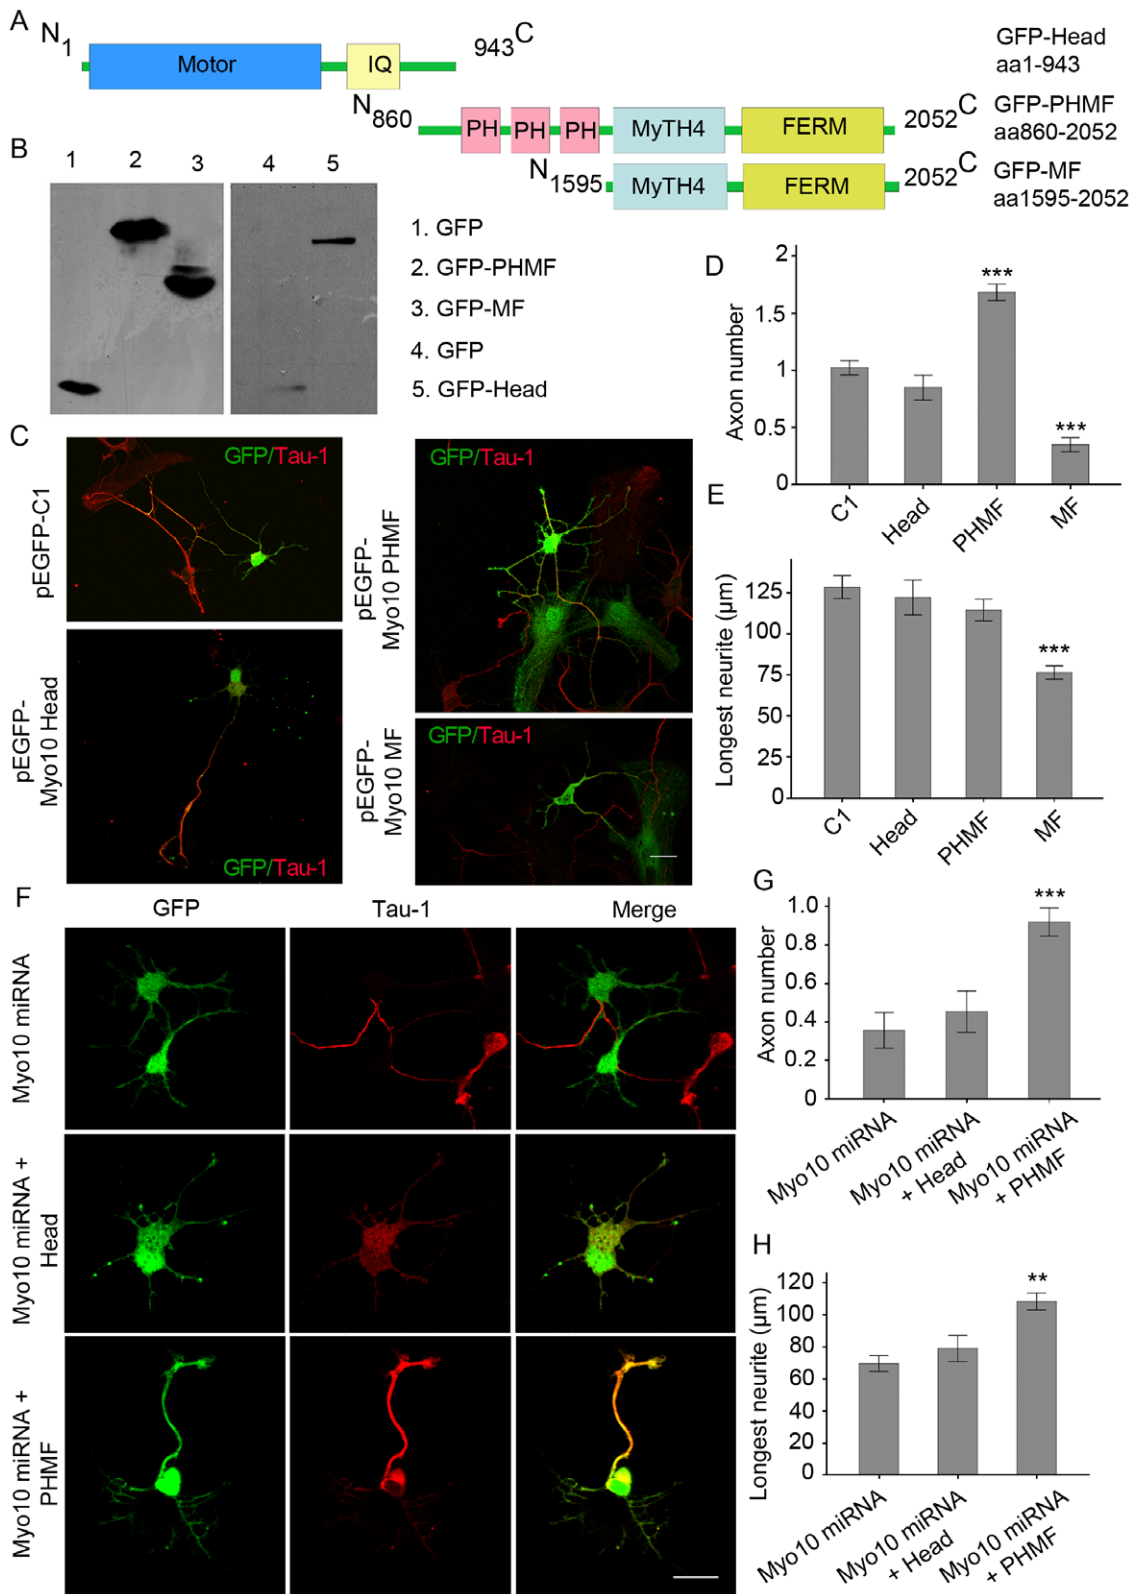 A
N1 943C
Motor
IQ
GFP-Head
aa1-943
N860 2052C
PH PH PH MyTH4 FERM
GFP-PHMF
aa860-2052
N1595 2052C
MyTH4 FERM
GFP-MF
aa1595-2052
B
1 2 3 4 5
1. GFP
2. GFP-PHMF
3. GFP-MF
4. GFP
5. GFP-Head
C
pEGFP-C1
GFP/Tau-1
pEGFP-
Myo10 PHMF
GFP/Tau-1
pEGFP-
Myo10 Head
GFP/Tau-1
pEGFP-
Myo10 MF
GFP/Tau-1
D
Axon number
2
1.5
1
0.5
0
***
***
C1 Head PHMF MF
E
Longest neurite (µm)
125
100
75
50
25
0
***
C1 Head PHMF MF
F
GFP Tau-1 Merge
Myo10 miRNA
Myo10 miRNA +
Head
Myo10 miRNA +
PHMF
G
Axon number
1.0
0.8
0.6
0.4
0.2
0
***
Myo10 miRNA
Myo10 miRNA
+ Head
Myo10 miRNA
+ PHMF
H
Longest neurite (µm)
120
100
80
60
40
20
0
**
Myo10 miRNA
Myo10 miRNA
+ Head
Myo10 miRNA
+ PHMF